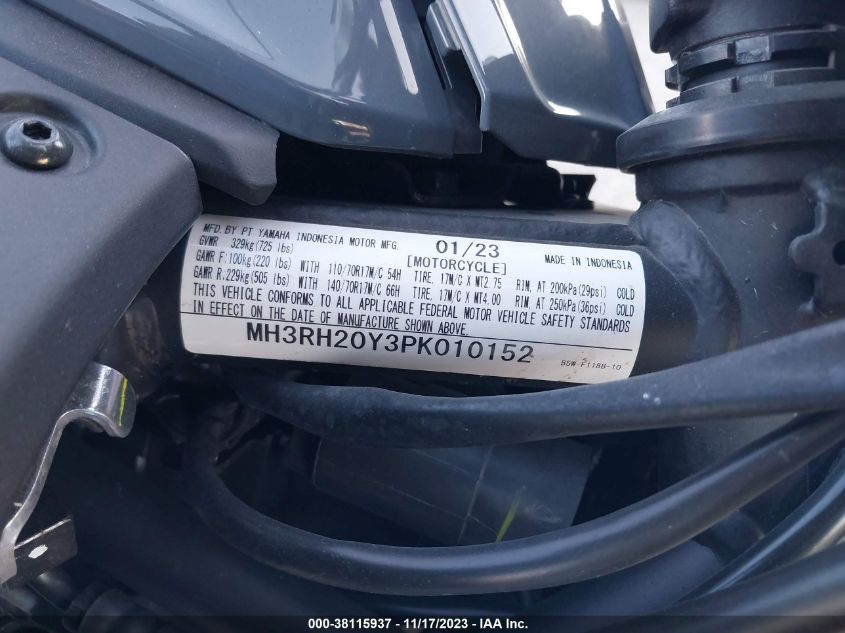 MFD. BY PT YAMAHA INDONESIA MOTOR MFG. 01/23 MADE IN INDONESIA
GVWR 329kg(725 lbs) [MOTORCYCLE]
GAWR F:100kg(220 lbs) WITH 110/70R17M/C 54H TIRE, 17M/C X MT2.75 RIM, AT 200kPa(29psi) COLD
GAWR R.229kg(505 lbs) WITH 140/70R17M/C 66H TIRE, 17M/C X MT4.00 RIM, AT 250kPa(36psi) COLD
THIS VEHICLE CONFORMS TO ALL APPLICABLE FEDERAL MOTOR VEHICLE SAFETY STANDARDS
IN EFFECT ON THE DATE OF MANUFACTURE SHOWN ABOVE.
MH3RH20Y3PK010152
B5W-F118B-10
000-38115937 - 11/17/2023 - IAA Inc.